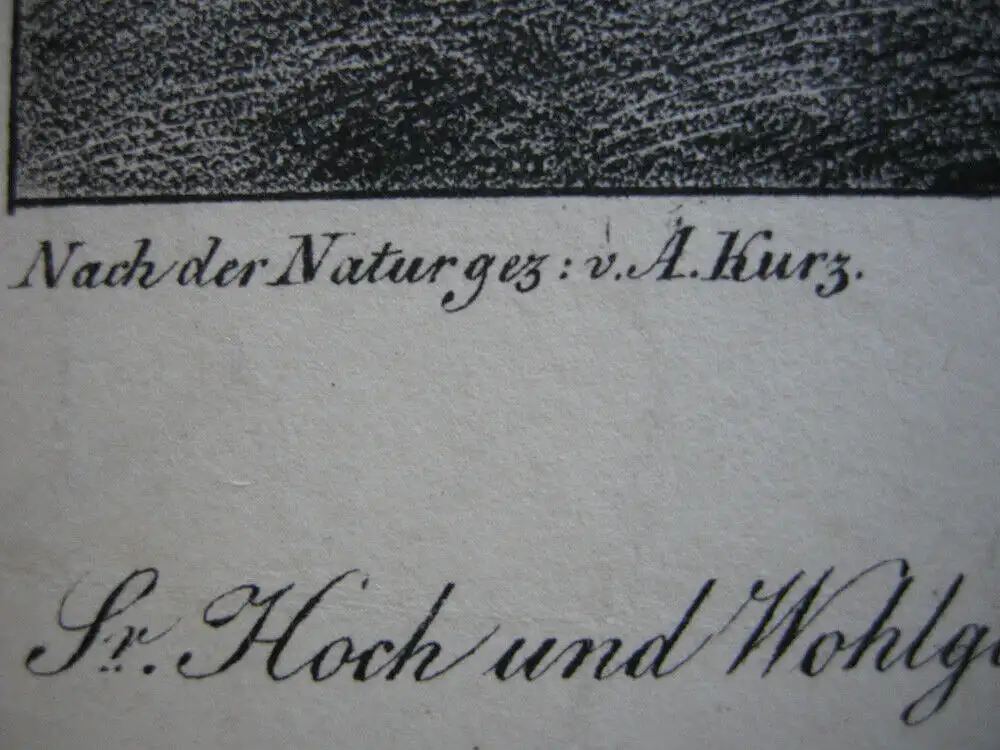 Nach der Natur gez: v. A. Kurz.
Sr. Hoch und Wohlg